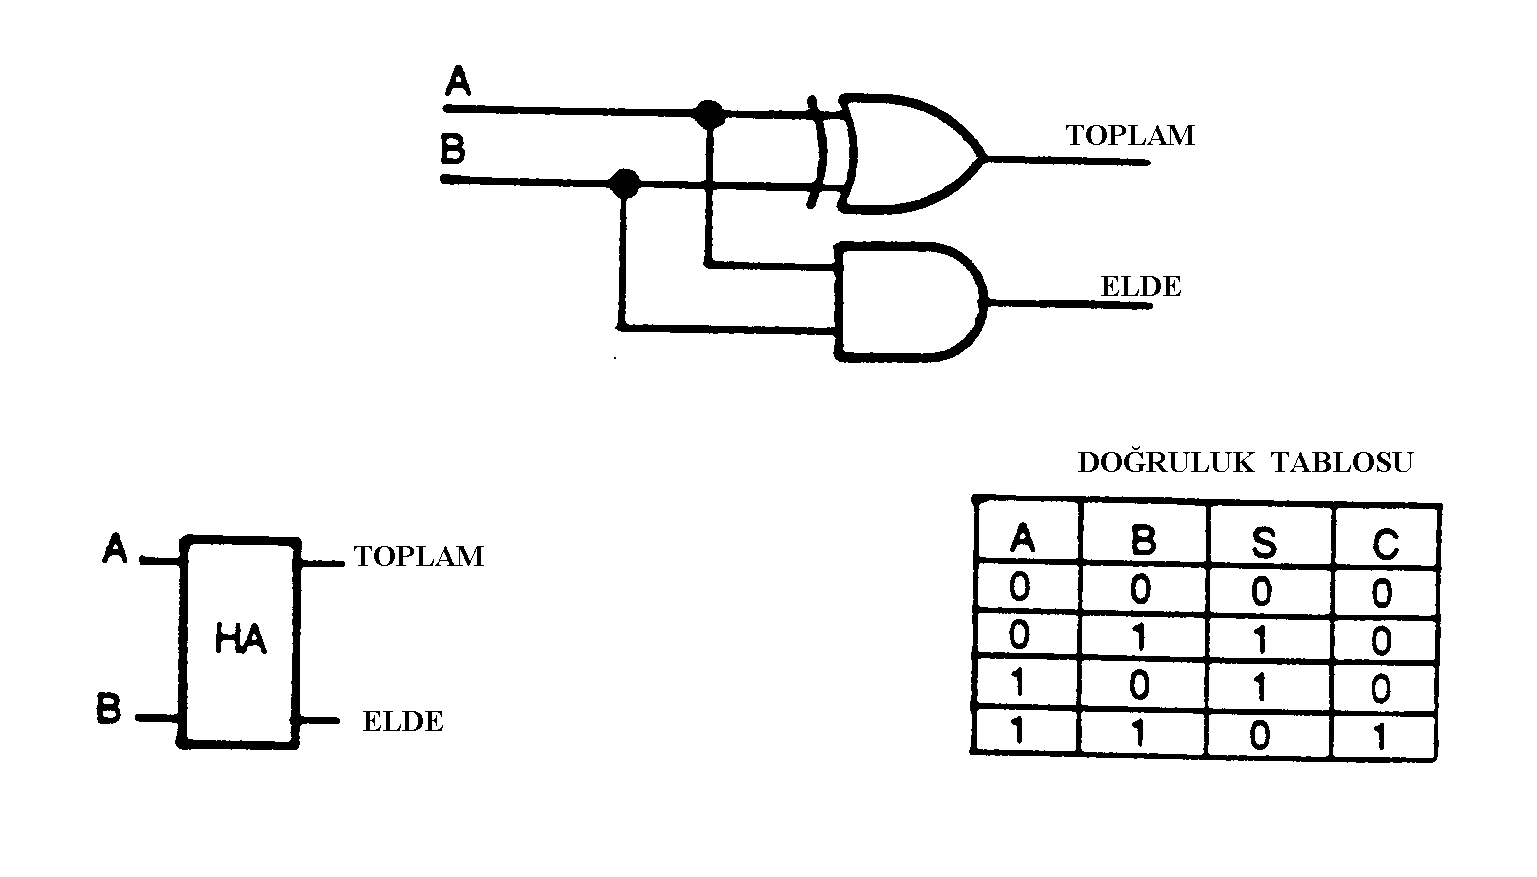 A
B
TOPLAM
ELDE
A
B
HA
TOPLAM
ELDE
DOĞRULUK TABLOSU
A B S C
0 0 0 0
0 1 1 0
1 0 1 0
1 1 0 1